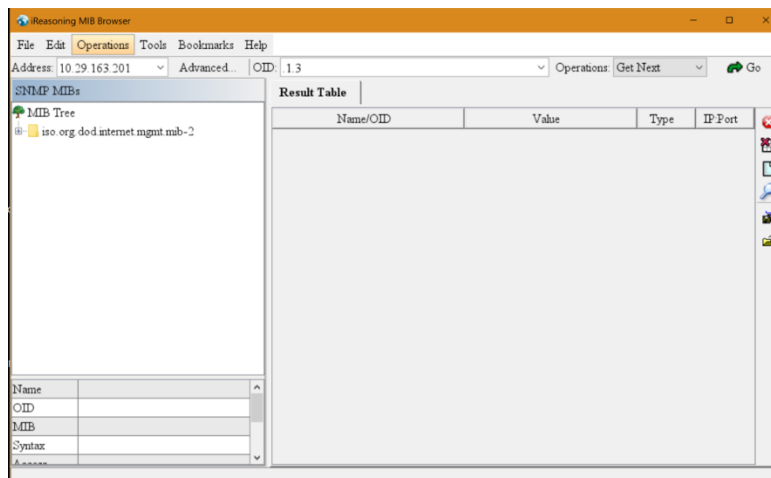 iReasoning MIB Browser
File Edit Operations Tools Bookmarks Help
Address: 10.29.163.201 Advanced... OID: .1.3 Operations: Get Next Go
SNMP MIBs
Result Table
MIB Tree
iso.org.dod.internet.mgmt.mib-2
Name/OID Value Type IP:Port
Name
OID
MIB
Syntax
Access